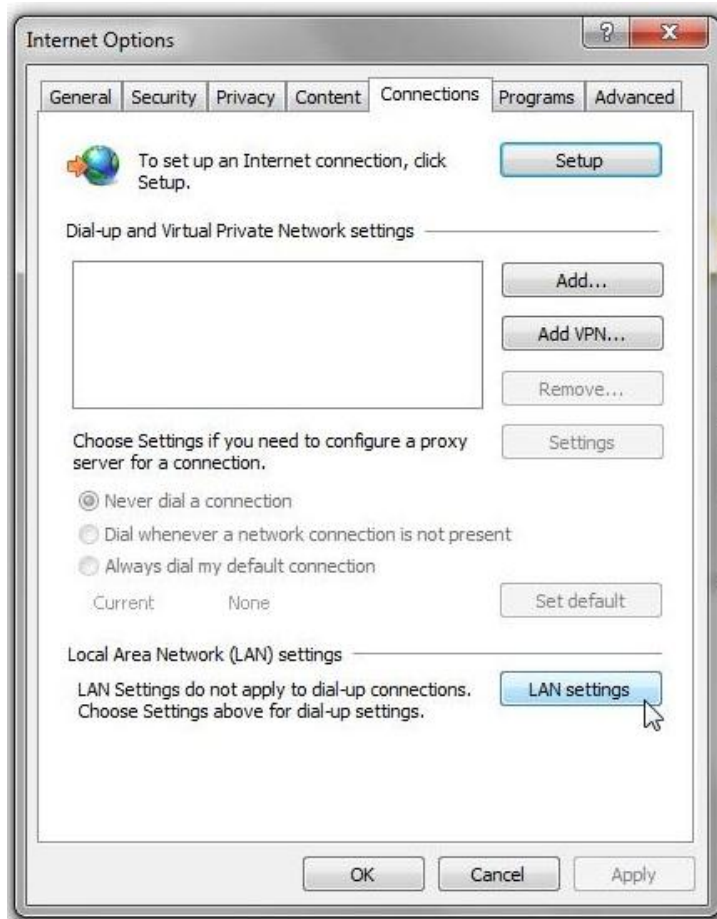 Internet Options
?
X
General Security Privacy Content Connections Programs Advanced
To set up an Internet connection, click
Setup.
Setup
Dial-up and Virtual Private Network settings
Add...
Add VPN...
Remove...
Choose Settings if you need to configure a proxy
server for a connection.
Settings
Never dial a connection
Dial whenever a network connection is not present
Always dial my default connection
Current None
Set default
Local Area Network (LAN) settings
LAN Settings do not apply to dial-up connections.
Choose Settings above for dial-up settings.
LAN settings
OK Cancel Apply